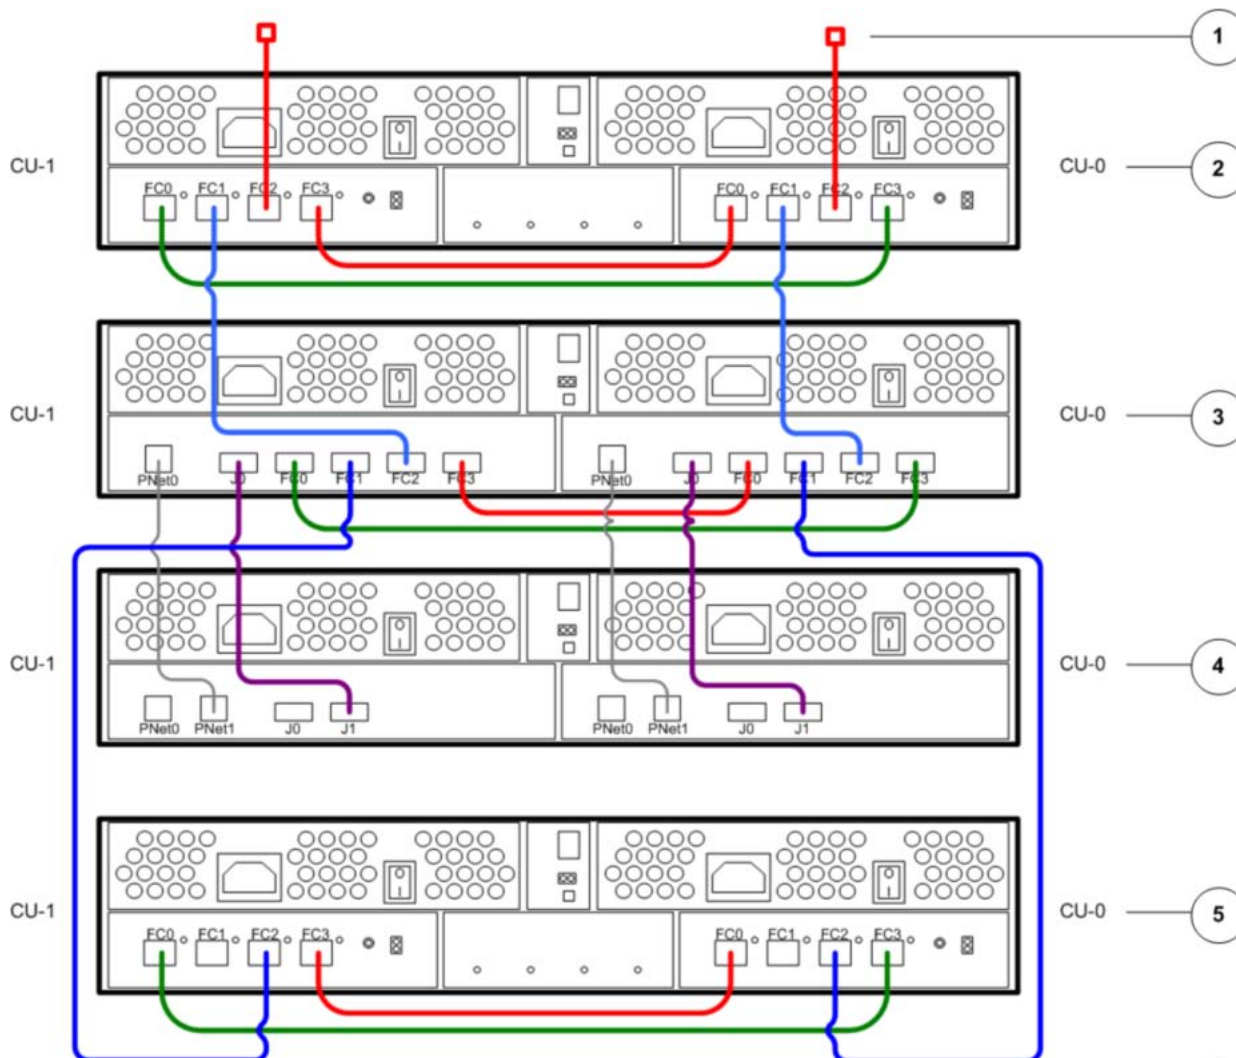 1
CU-1
CU-0
2
FC0 FC1 FC2 FC3
FC0 FC1 FC2 FC3
CU-1
CU-0
3
PNet0 J0 FC0 FC1 FC2 FC3
PNet0 J0 FC0 FC1 FC2 FC3
CU-1
CU-0
4
PNet0 PNet1 J0 J1
PNet0 PNet1 J0 J1
CU-1
CU-0
5
FC0 FC1 FC2 FC3
FC0 FC1 FC2 FC3